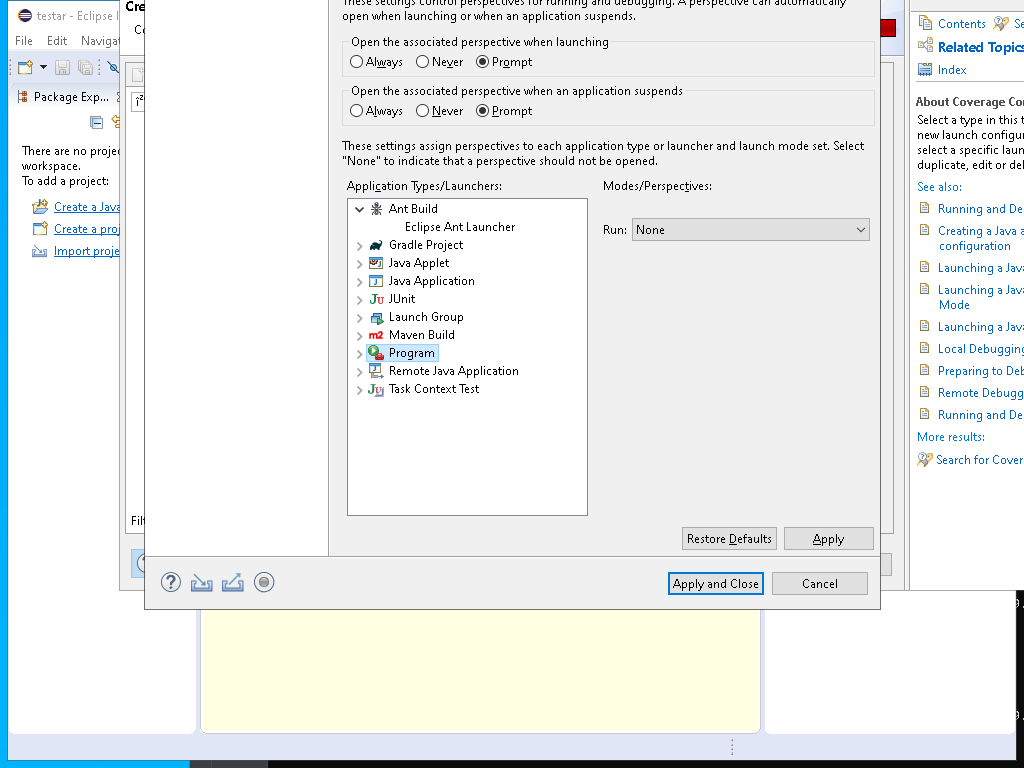 testar - Eclipse
File Edit Navigat
Package Exp...
There are no proje
workspace.
To add a project:
Create a Java
Create a proj
Import proje
Cre
These settings control perspectives for running and debugging. A perspective can automatically
open when launching or when an application suspends.
Open the associated perspective when launching
Always Never Prompt
Open the associated perspective when an application suspends
Always Never Prompt
These settings assign perspectives to each application type or launcher and launch mode set. Select
"None" to indicate that a perspective should not be opened.
Application Types/Launchers:
Modes/Perspectives:
Ant Build
Eclipse Ant Launcher
Gradle Project
Java Applet
Java Application
JUnit
Launch Group
Maven Build
Program
Remote Java Application
Task Context Test
Run: None
Filt
Restore Defaults Apply
Apply and Close Cancel
Contents Se
Related Topics
Index
About Coverage Co
Select a type in this t
new launch configur
select a specific laun
duplicate, edit or del
See also:
Running and De
Creating a Java a
configuration
Launching a Java
Launching a Java
Mode
Launching a Java
Local Debugging
Preparing to Deb
Remote Debugg
Running and De
More results:
Search for Cover